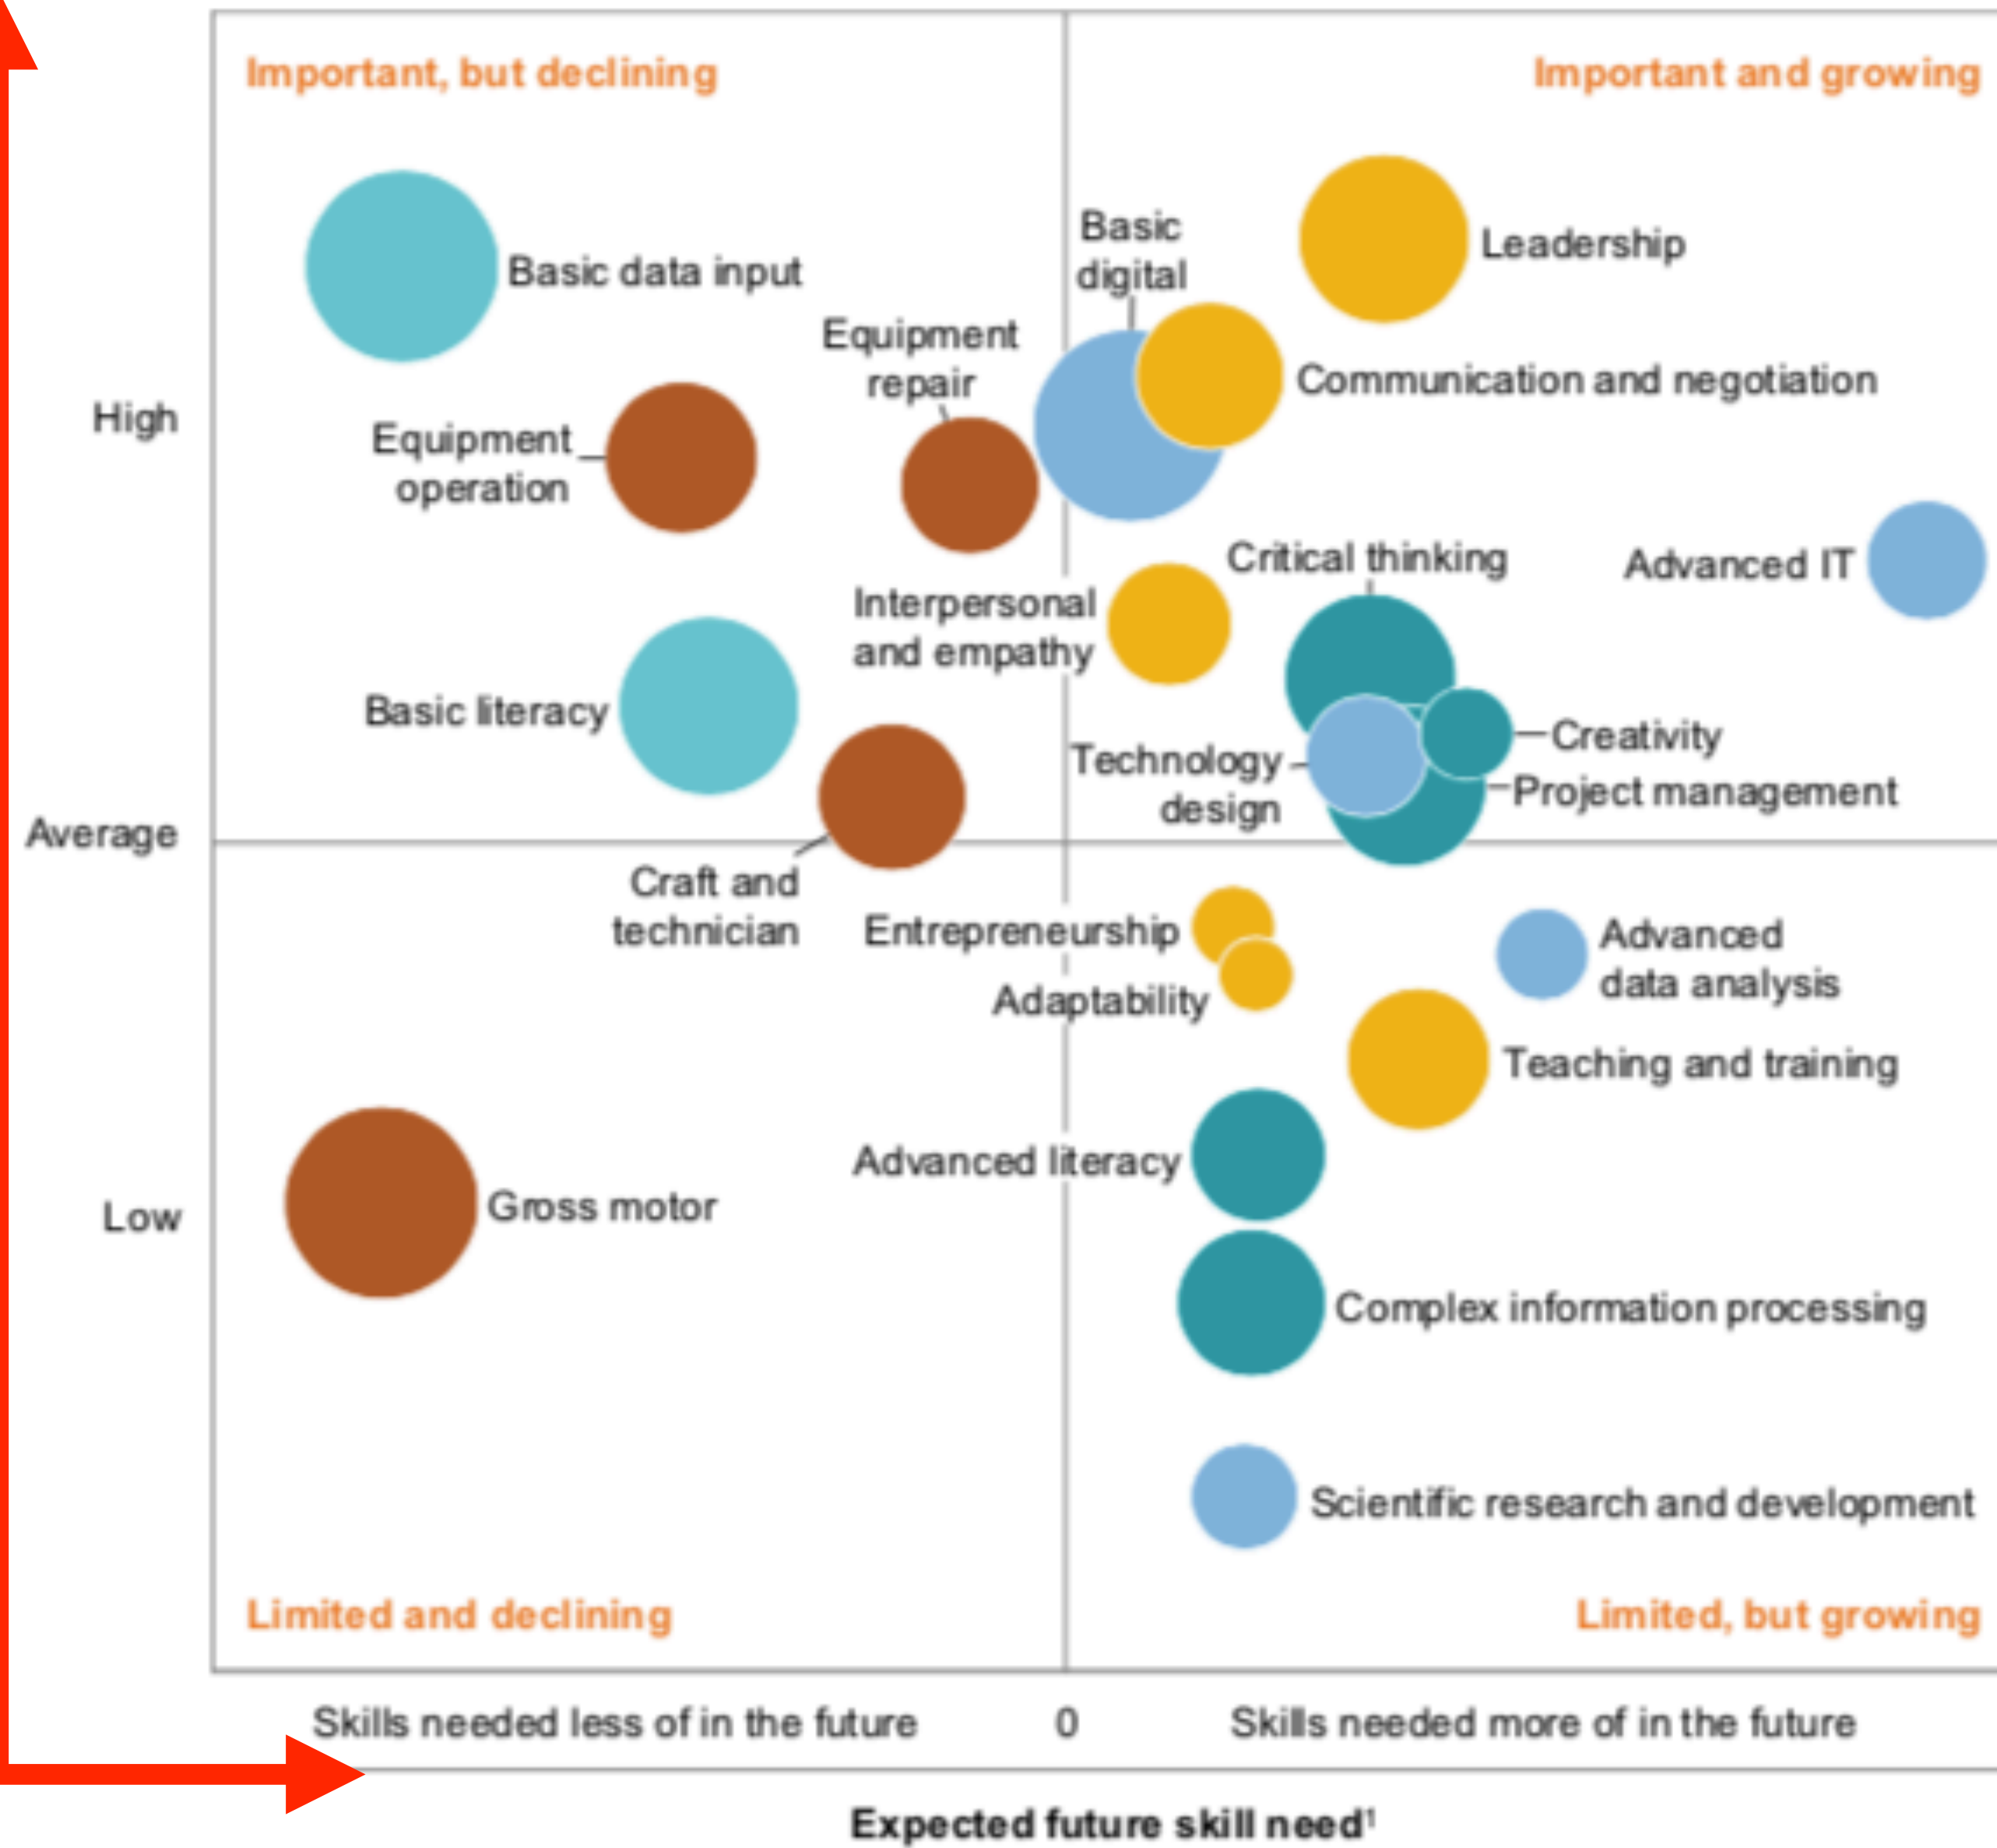 Important, but declining
Important and growing
Basic
digital
Leadership
Basic data input
Equipment
repair
Communication and negotiation
High
Equipment
operation
Critical thinking
Advanced IT
Interpersonal
and empathy
Basic literacy
Creativity
Technology
design
Project management
Average
Craft and
technician
Entrepreneurship
Advanced
data analysis
Adaptability
Teaching and training
Advanced literacy
Low
Gross motor
Complex information processing
Scientific research and development
Limited and declining
Limited, but growing
Skills needed less of in the future
0
Skills needed more of in the future
Expected future skill need¹